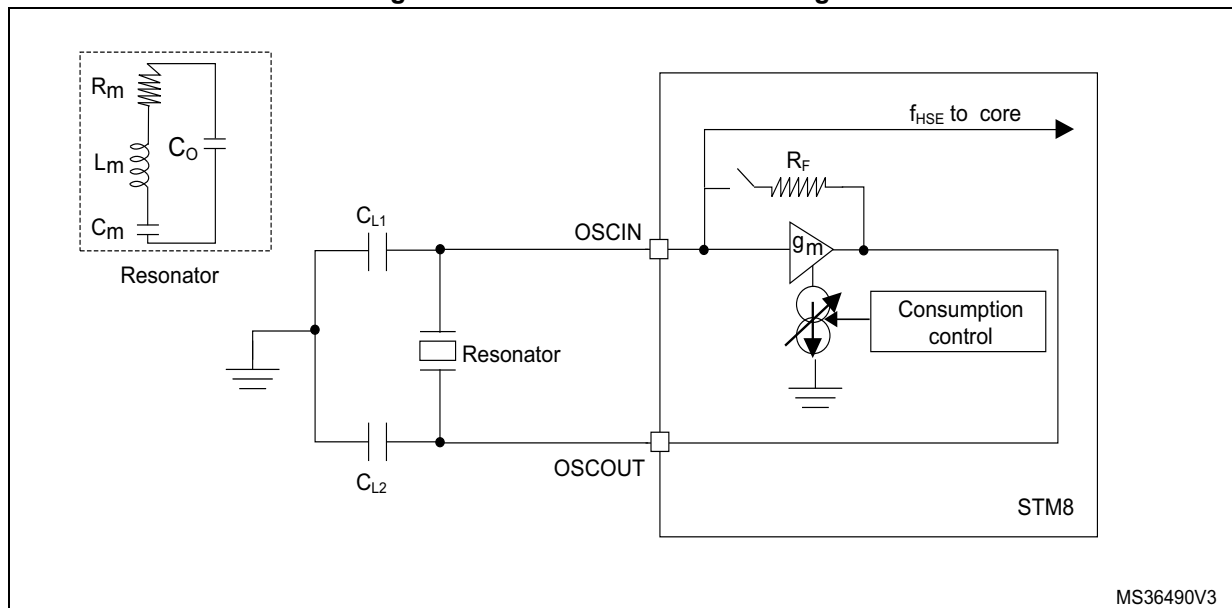 Rm
Lm
CO
Cm
Resonator
CL1
CL2
Resonator
OSCIN
OSCOUT
fHSE to core
RF
gm
Consumption
control
STM8
MS36490V3